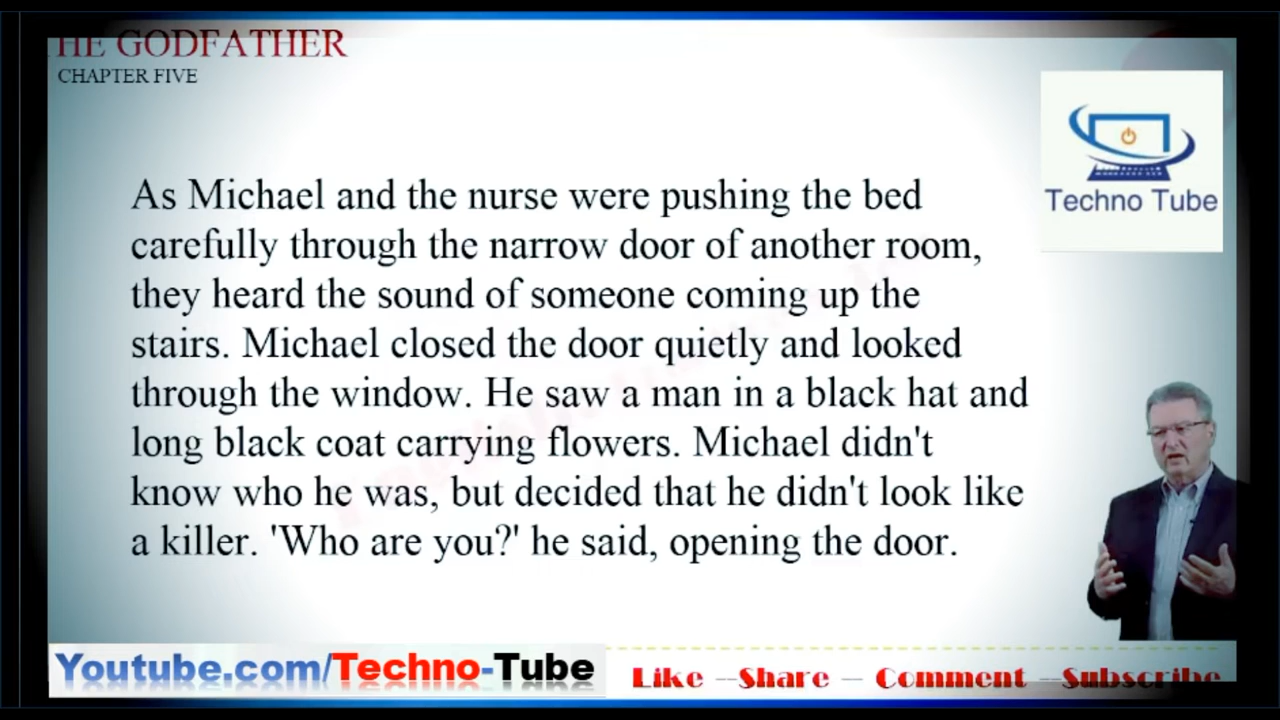 THE GODFATHER
CHAPTER FIVE
Techno Tube
As Michael and the nurse were pushing the bed
carefully through the narrow door of another room,
they heard the sound of someone coming up the
stairs. Michael closed the door quietly and looked
through the window. He saw a man in a black hat and
long black coat carrying flowers. Michael didn't
know who he was, but decided that he didn't look like
a killer. 'Who are you?' he said, opening the door.
Youtube.com/Techno-Tube
Like –Share – Comment –Subscribe